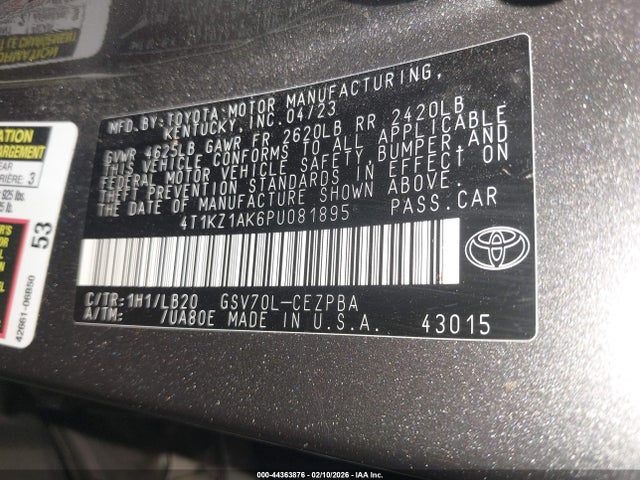 MFD. BY: TOYOTA MOTOR MANUFACTURING,
KENTUCKY, INC. 04/23
GVWR 4625LB GAWR FR 2620LB RR 2420LB
THIS VEHICLE CONFORMS TO ALL APPLICABLE
FEDERAL MOTOR VEHICLE SAFETY, BUMPER, AND
THEFT PREVENTION STANDARDS IN EFFECT ON
THE DATE OF MANUFACTURE SHOWN ABOVE.
4T1KZ1AK6PU081895 PASS. CAR
C/TR: 1H1/LB20 GSV70L-CEZPBA
A/TM: /UA80E MADE IN U.S.A. 43015
53
42661-06B50
000-44363876 - 02/10/2026 - IAA Inc.